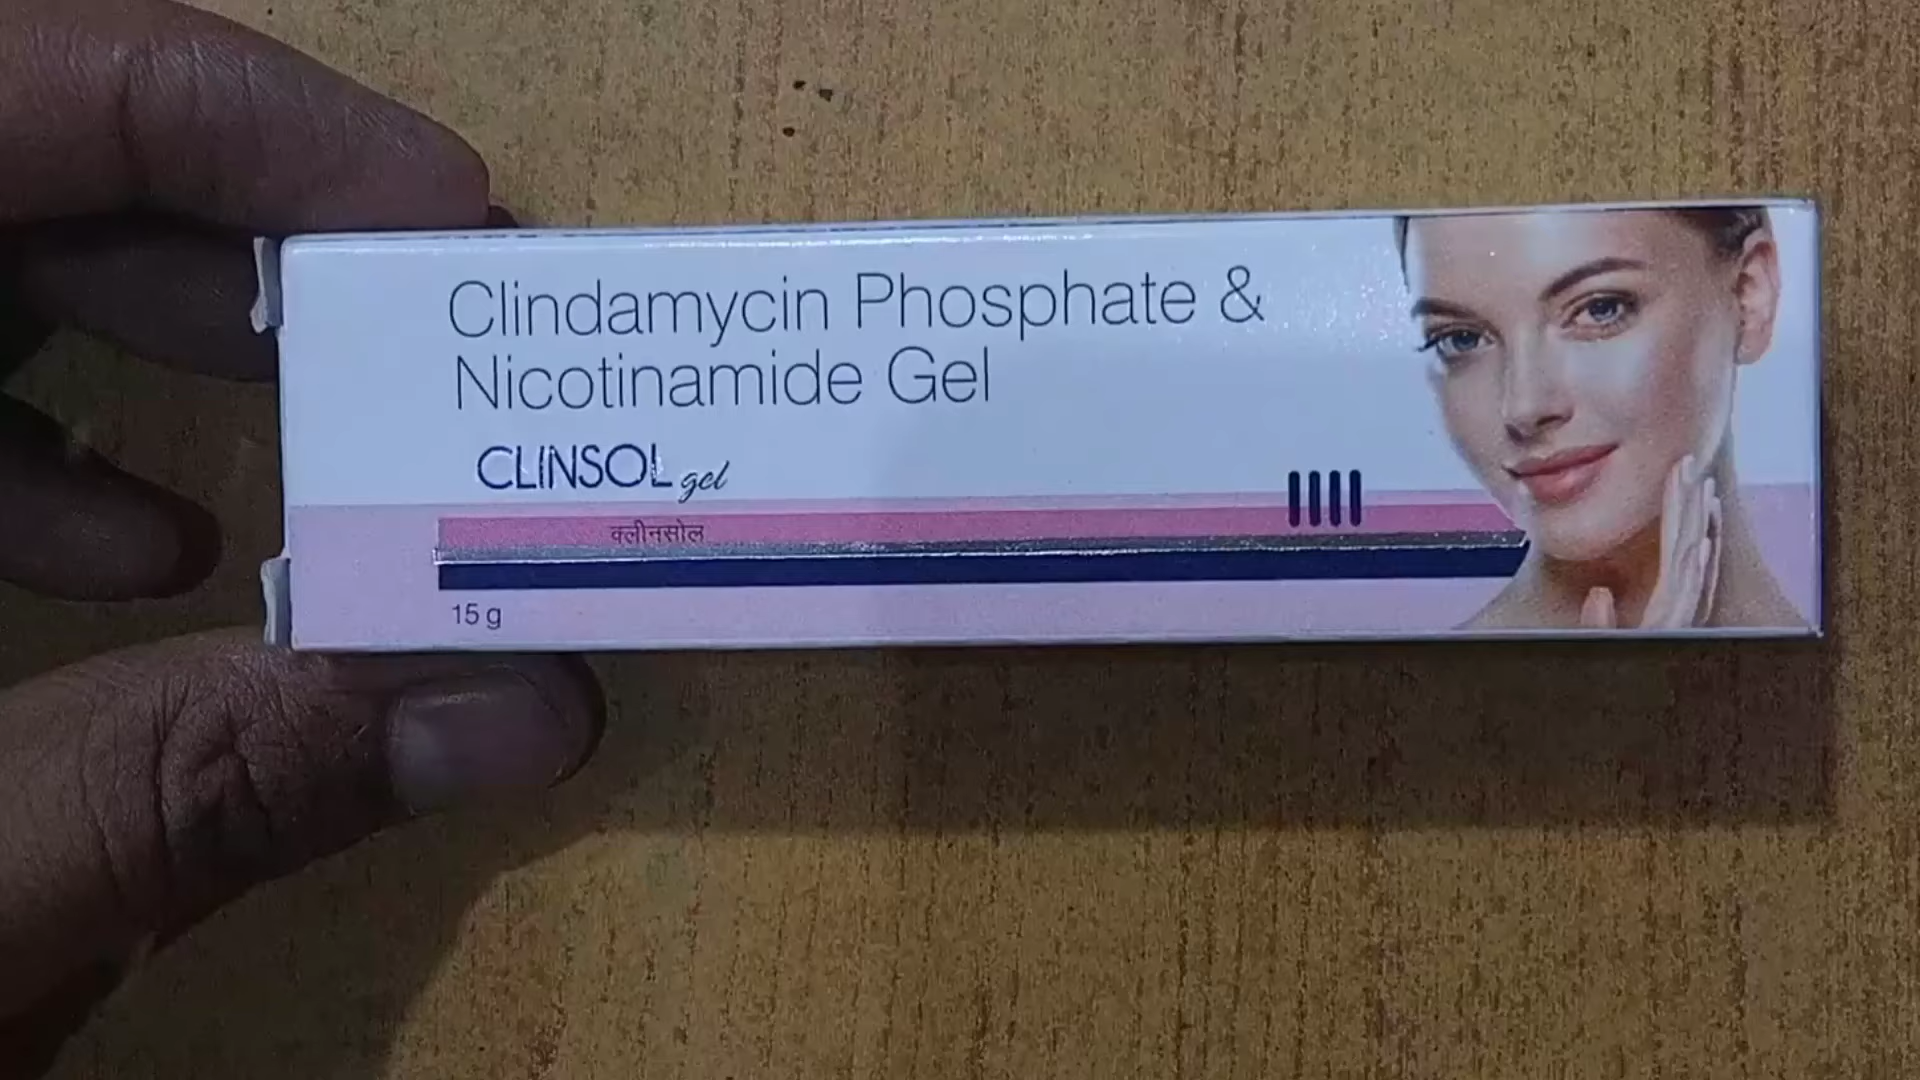 Clindamycin Phosphate &
Nicotinamide Gel
CLINSOL gel
क्लीनसोल
15 g